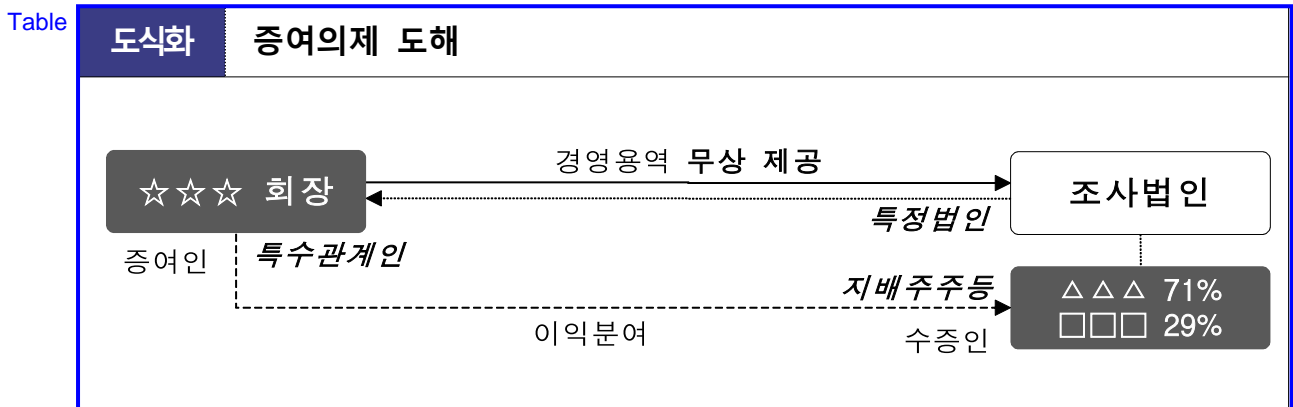 Table
도식화 증여의제 도해
경영용역 무상 제공
☆☆☆ 회장
조사법인
특정법인
증여인
특수관계인
지배주주등
△△△ 71%
□□□ 29%
이익분여
수증인